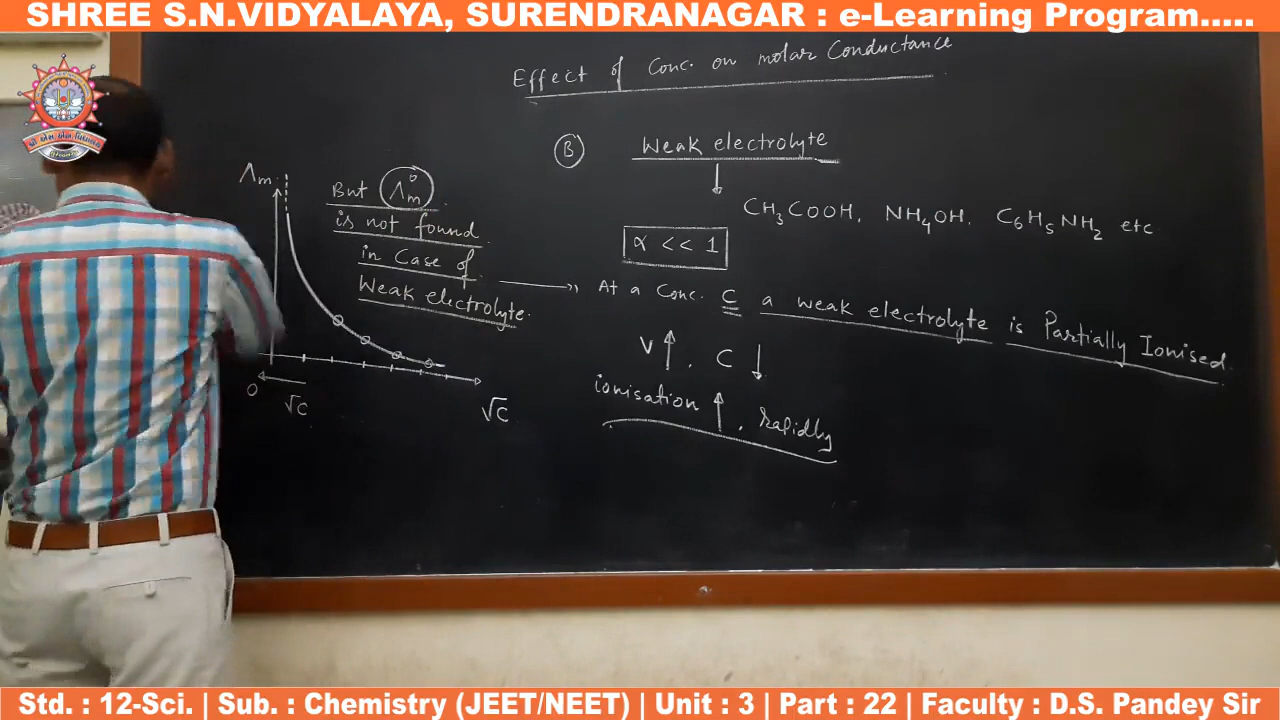 SHREE S.N.VIDYALAYA, SURENDRANAGAR : e-Learning Program.....
Effect of Conc. on molar Conductance
B
Weak electrolyte
CH₃COOH, NH₄OH, C₆H₅NH₂ etc
α << 1
At a Conc. C a weak electrolyte is Partially Ionised.
V ↑ , C ↓
ionisation ↑ , rapidly
Λm
But Λ°m
is not found
in Case of
Weak electrolyte.
0
√C
√C
Std. : 12-Sci. | Sub. : Chemistry (JEET/NEET) | Unit : 3 | Part : 22 | Faculty : D.S. Pandey Sir